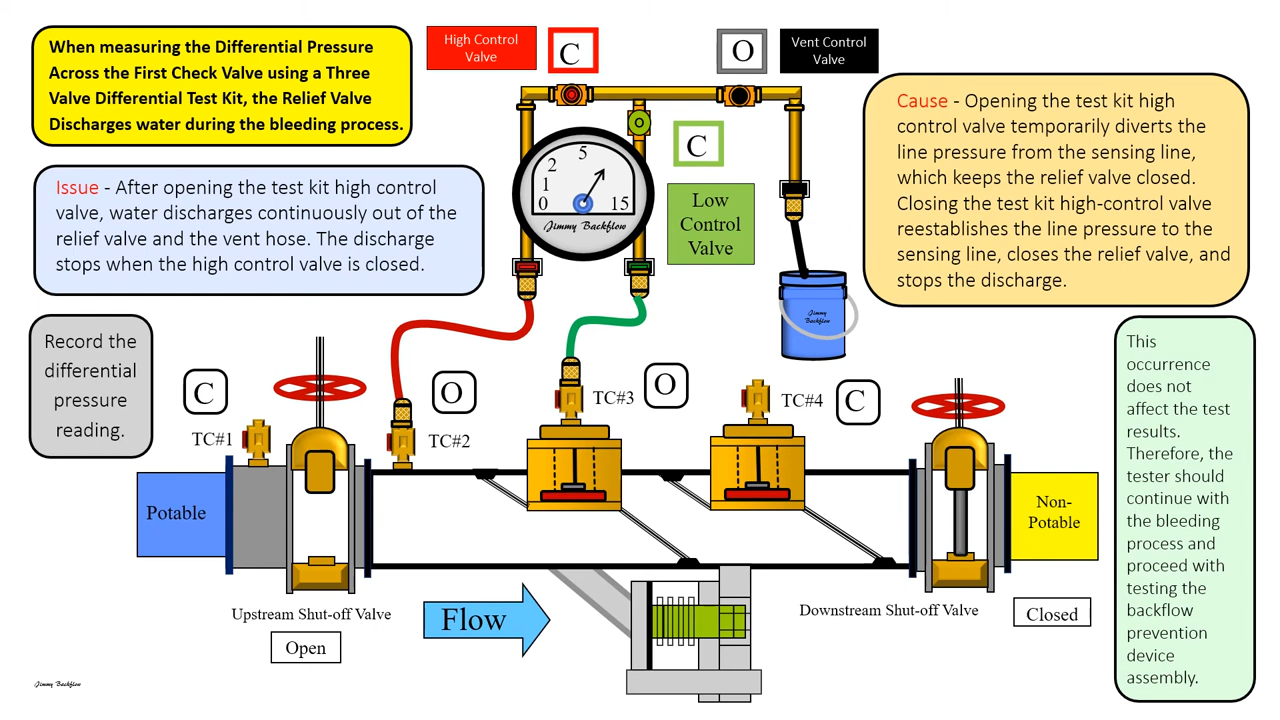 When measuring the Differential Pressure
Across the First Check Valve using a Three
Valve Differential Test Kit, the Relief Valve
Discharges water during the bleeding process.
High Control
Valve
C
O
Vent Control
Valve
Issue - After opening the test kit high control
valve, water discharges continuously out of the
relief valve and the vent hose. The discharge
stops when the high control valve is closed.
0
1
2
5
15
Jimmy Backflow
C
Low
Control
Valve
Cause - Opening the test kit high
control valve temporarily diverts the
line pressure from the sensing line,
which keeps the relief valve closed.
Closing the test kit high-control valve
reestablishes the line pressure to the
sensing line, closes the relief valve, and
stops the discharge.
Jimmy
Backflow
Record the
differential
pressure
reading.
C
TC#1
O
TC#2
TC#3
O
TC#4
C
Potable
Non-
Potable
Upstream Shut-off Valve
Open
Flow
Downstream Shut-off Valve
Closed
This
occurrence
does not
affect the test
results.
Therefore, the
tester should
continue with
the bleeding
process and
proceed with
testing the
backflow
prevention
device
assembly.
Jimmy Backflow